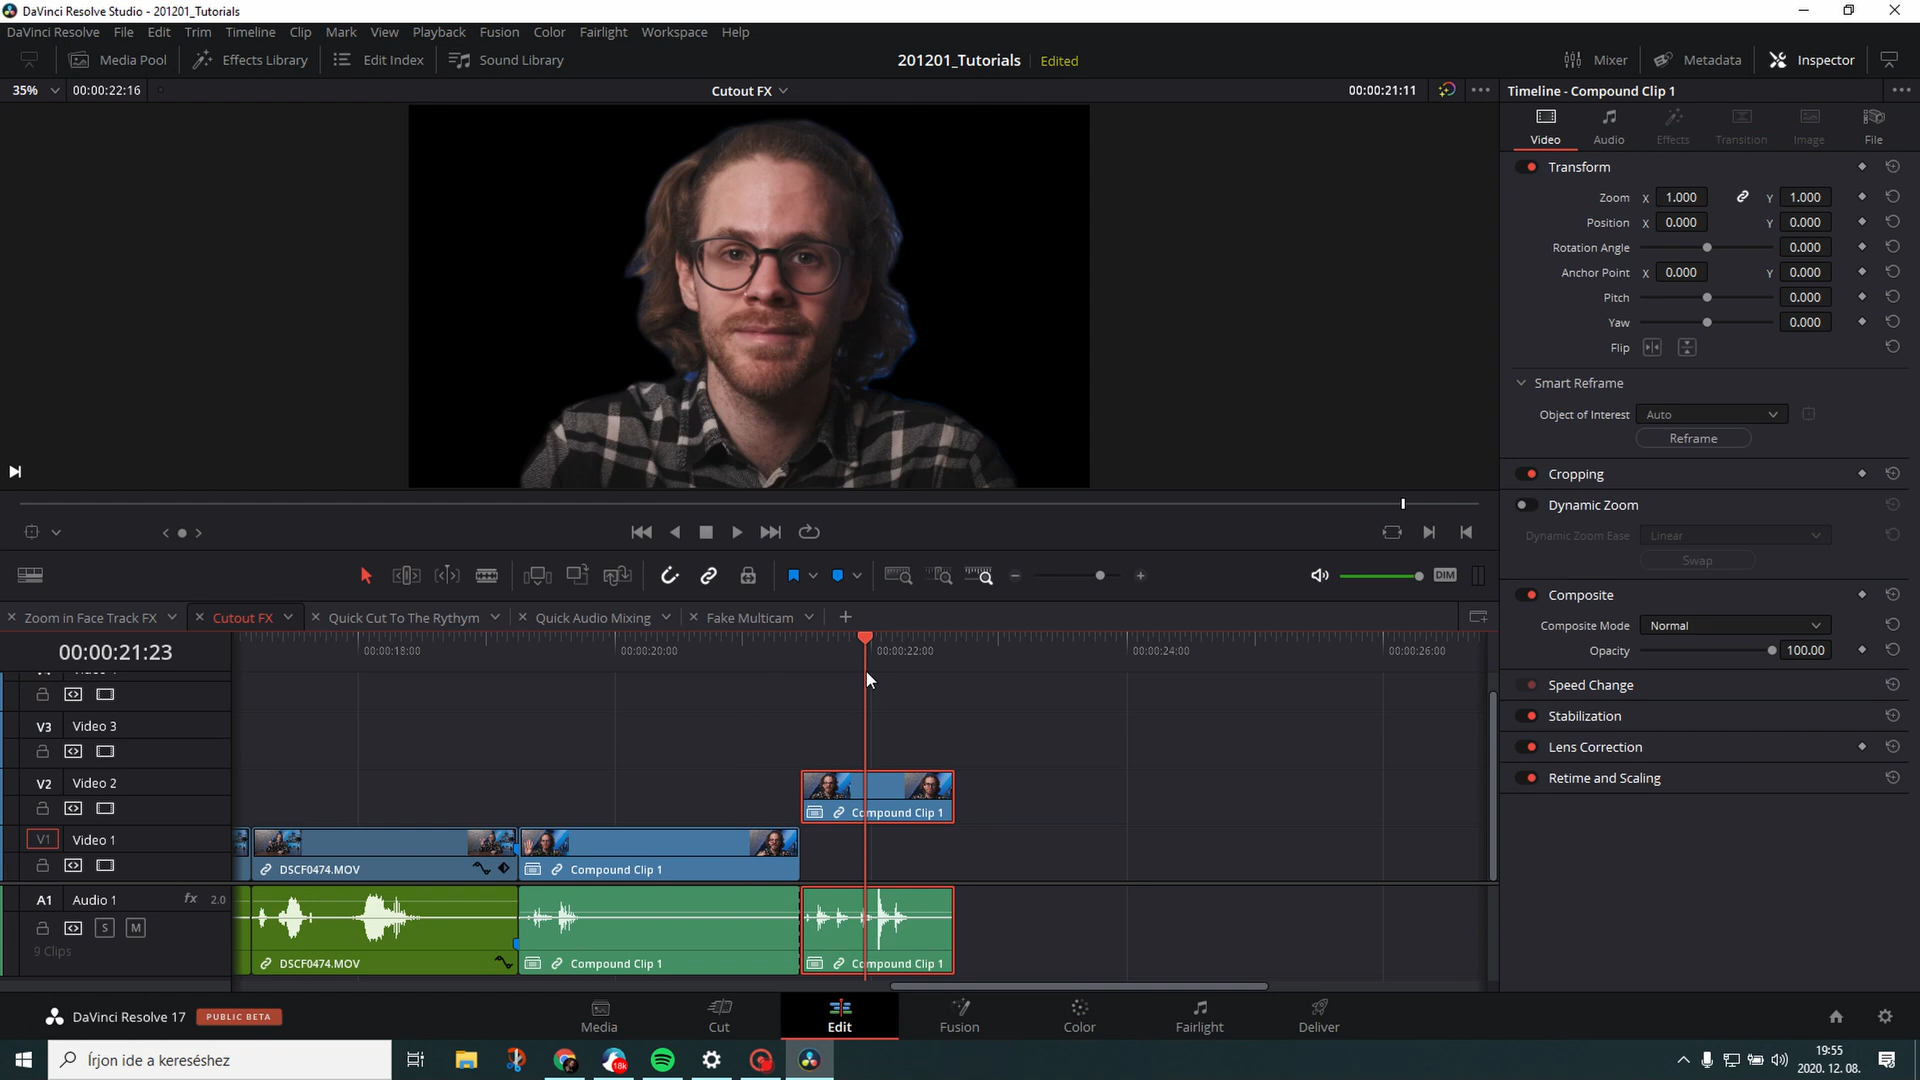 DaVinci Resolve Studio - 201201_Tutorials
DaVinci Resolve File Edit Trim Timeline Clip Mark View Playback Fusion Color Fairlight Workspace Help
Media Pool Effects Library Edit Index Sound Library 201201_Tutorials Edited Mixer Metadata Inspector
35% 00:00:22:16 Cutout FX 00:00:21:11 Timeline - Compound Clip 1
Video Audio Effects Transition Image File
Transform
Zoom X 1.000 Y 1.000
Position X 0.000 Y 0.000
Rotation Angle 0.000
Anchor Point X 0.000 Y 0.000
Pitch 0.000
Yaw 0.000
Flip
Smart Reframe
Object of Interest Auto
Reframe
Cropping
Dynamic Zoom
Dynamic Zoom Ease Linear
Swap
DIM
Composite
Composite Mode Normal
Opacity 100.00
Speed Change
Stabilization
Lens Correction
Retime and Scaling
Zoom in Face Track FX Cutout FX Quick Cut To The Rythym Quick Audio Mixing Fake Multicam
00:00:21:23 00:00:18:00 00:00:20:00 00:00:22:00 00:00:24:00 00:00:26:00
V3 Video 3
V2 Video 2
Compound Clip 1
V1 Video 1
DSCF0474.MOV Compound Clip 1
A1 Audio 1 fx 2.0
S M
9 Clips
DSCF0474.MOV Compound Clip 1 Compound Clip 1
DaVinci Resolve 17 PUBLIC BETA Media Cut Edit Fusion Color Fairlight Deliver
Írjon ide a kereséshez 18k 19:55
2020. 12. 08.